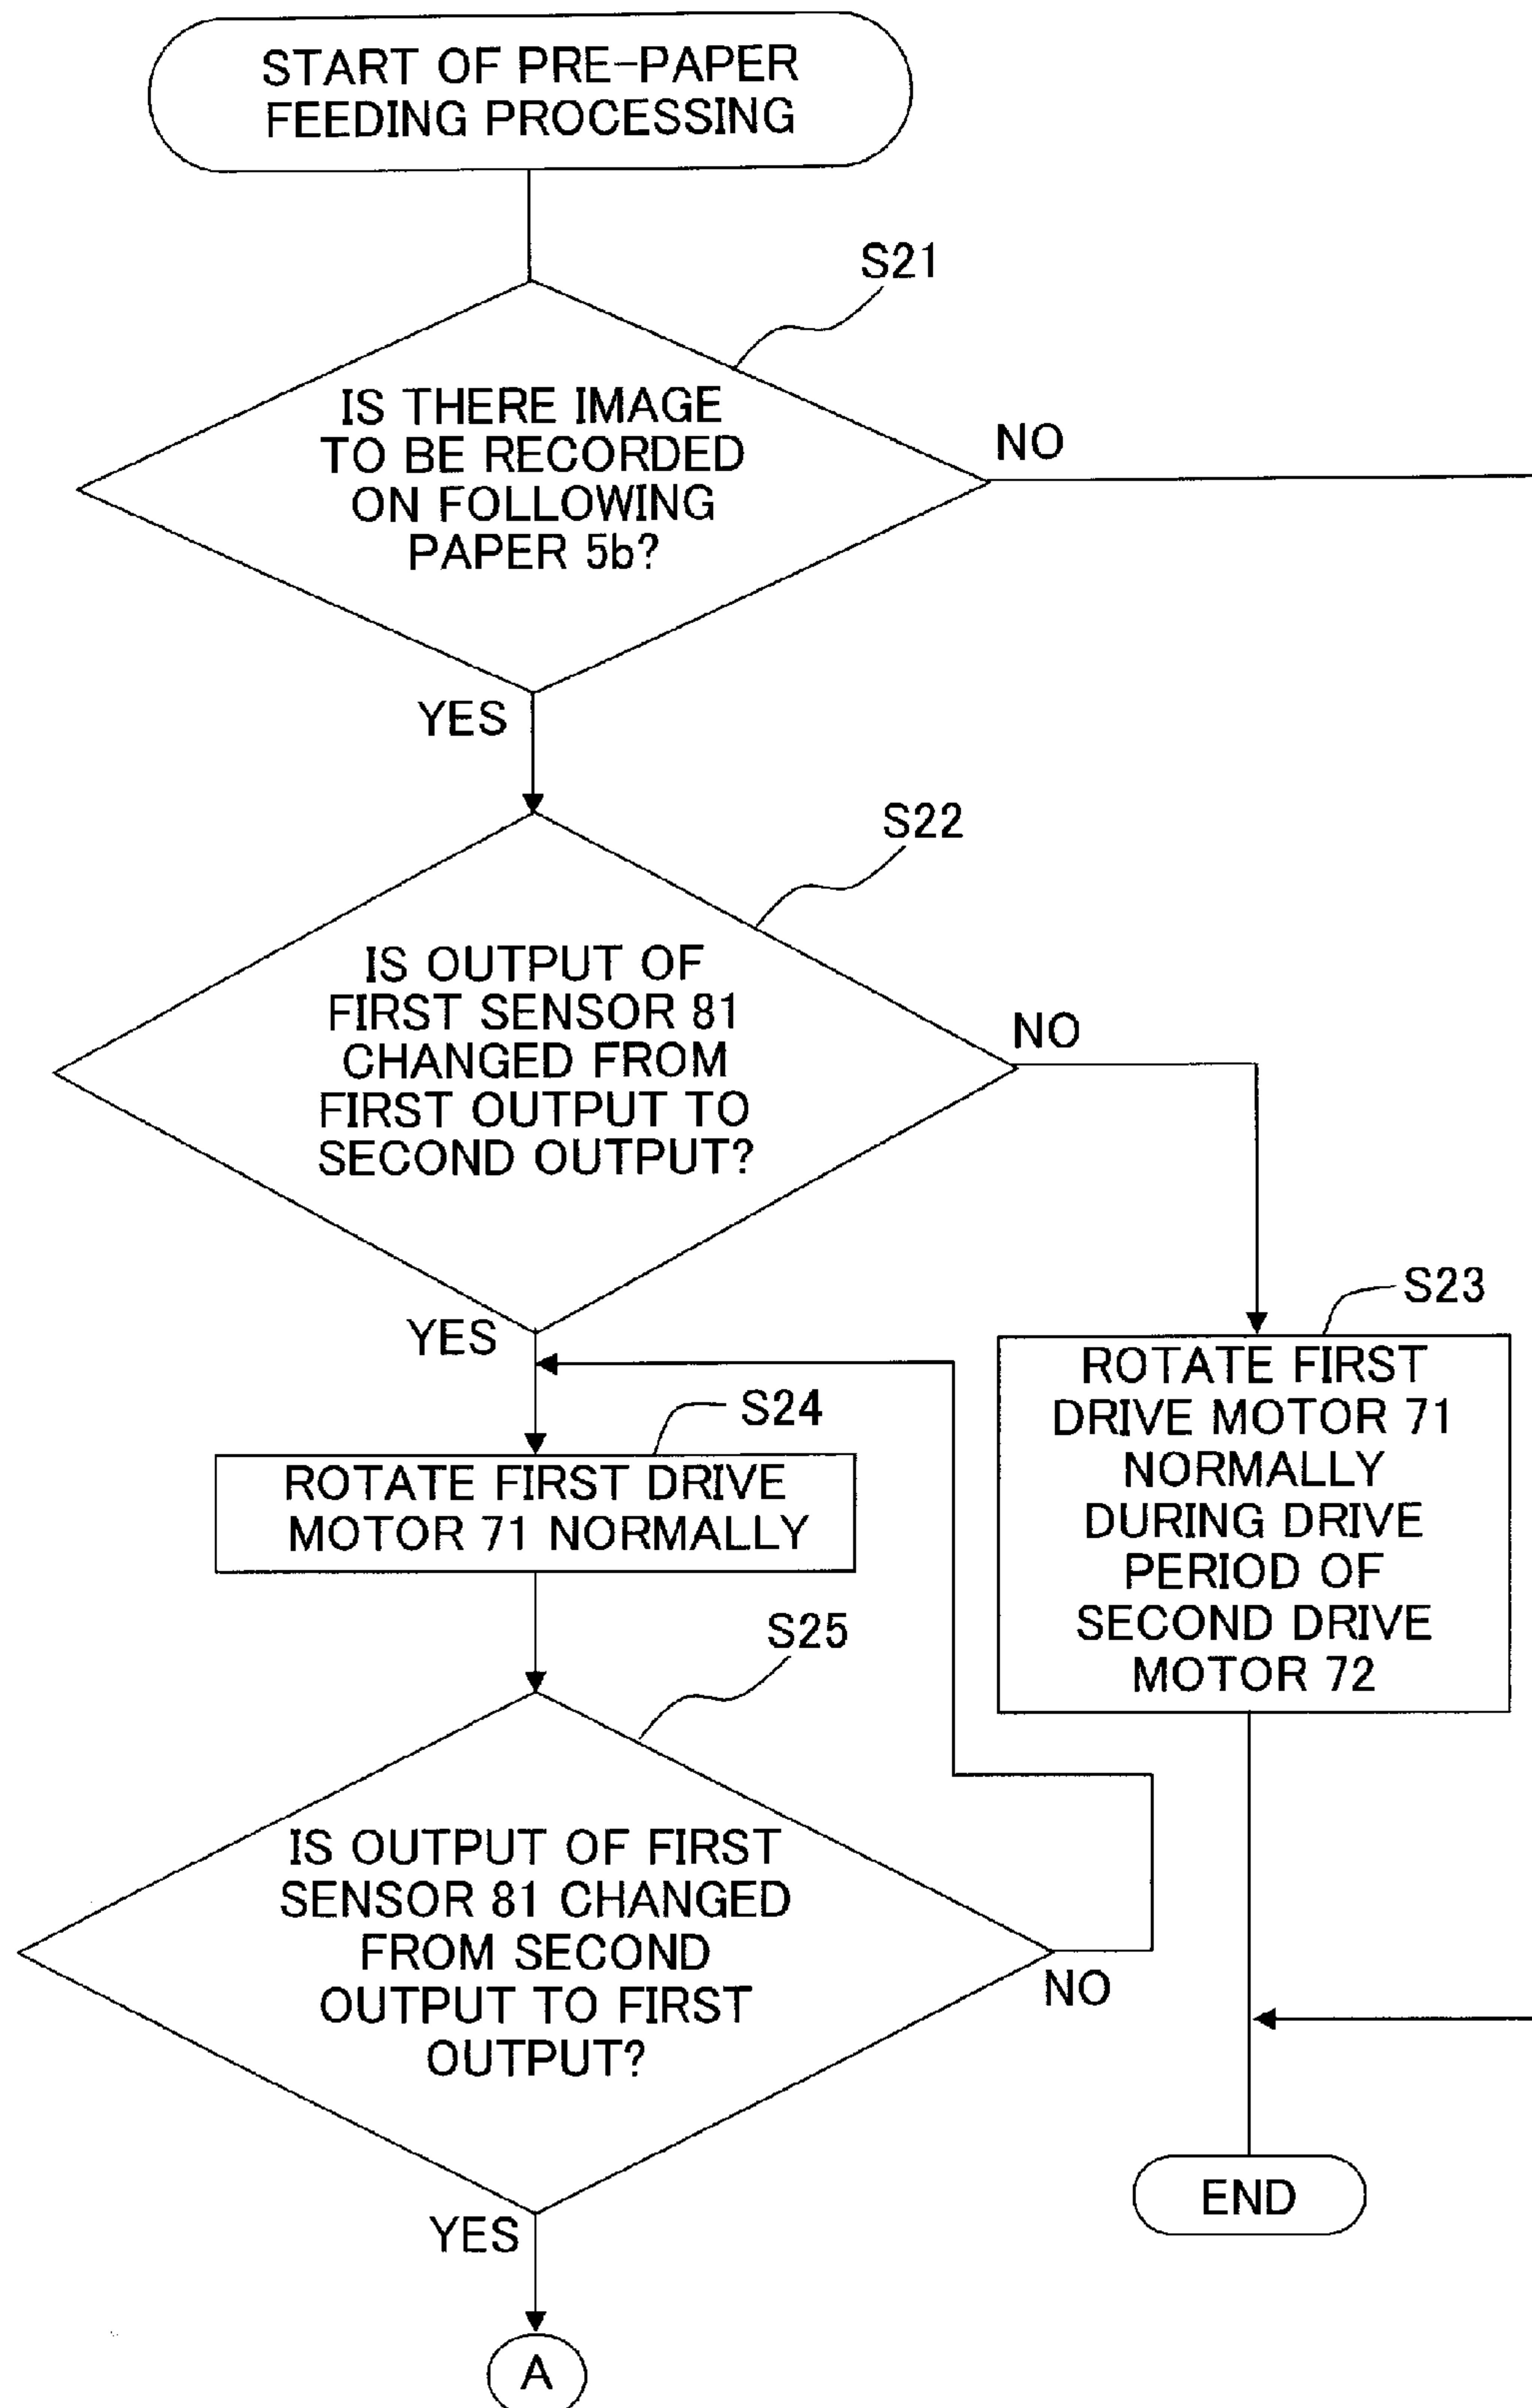 START OF PRE-PAPER
FEEDING PROCESSING
S21
IS THERE IMAGE
TO BE RECORDED
ON FOLLOWING
PAPER 5b?
NO
YES
S22
IS OUTPUT OF
FIRST SENSOR 81
CHANGED FROM
FIRST OUTPUT TO
SECOND OUTPUT?
NO
YES
S23
ROTATE FIRST
DRIVE MOTOR 71
NORMALLY
DURING DRIVE
PERIOD OF
SECOND DRIVE
MOTOR 72
S24
ROTATE FIRST DRIVE
MOTOR 71 NORMALLY
S25
IS OUTPUT OF FIRST
SENSOR 81 CHANGED
FROM SECOND
OUTPUT TO FIRST
OUTPUT?
NO
YES
END
A